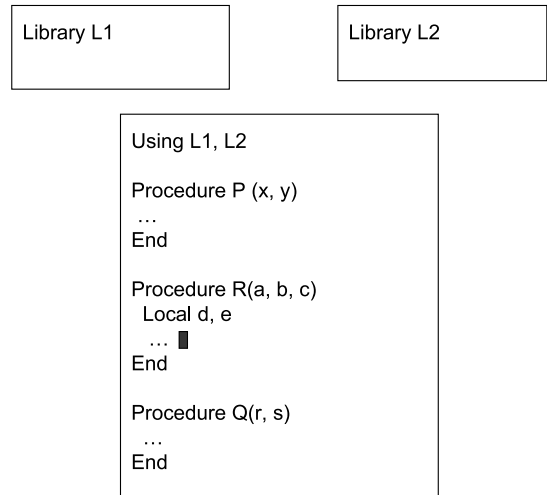 Library L1
Library L2
Using L1, L2
Procedure P (x, y)
...
End
Procedure R(a, b, c)
Local d, e
...
End
Procedure Q(r, s)
...
End